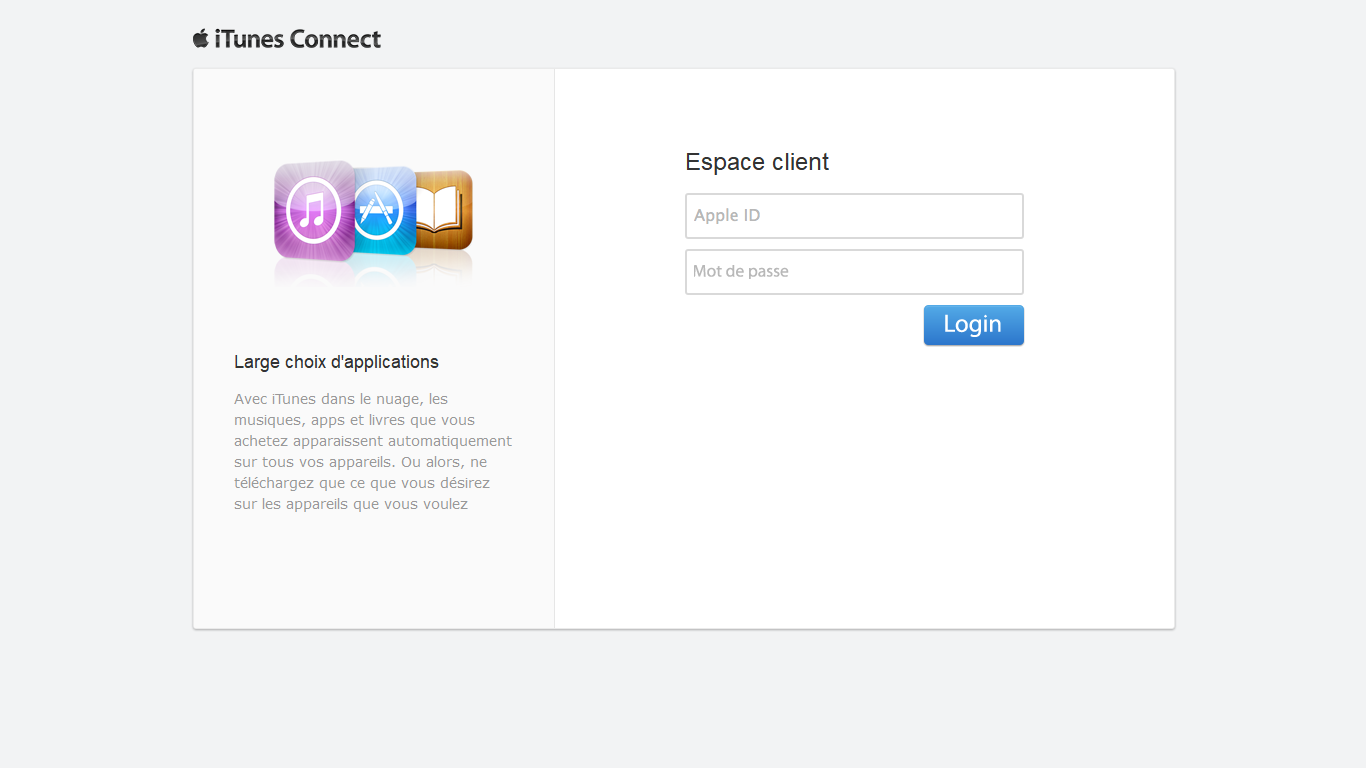 iTunes Connect
Espace client
Apple ID
Mot de passe
Login
Large choix d'applications
Avec iTunes dans le nuage, les
musiques, apps et livres que vous
achetez apparaissent automatiquement
sur tous vos appareils. Ou alors, ne
téléchargez que ce que vous désirez
sur les appareils que vous voulez